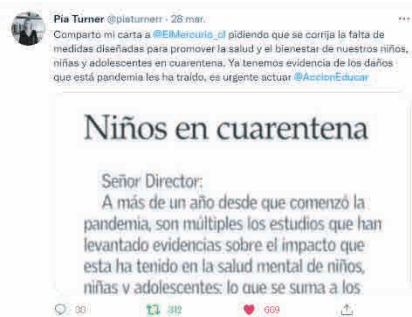 Pia Turner @piaturnerr · 28 mar.
Comparto mi carta a @ElMercurio_cl pidiendo que se corrija la falta de
medidas diseñadas para promover la salud y el bienestar de nuestros niños,
niñas y adolescentes en cuarentena. Ya tenemos evidencia de los daños
que está pandemia les ha traído, es urgente actuar @AccionEducar
Niños en cuarentena
Señor Director:
A más de un año desde que comenzó la
pandemia, son múltiples los estudios que han
levantado evidencias sobre el impacto que
esta ha tenido en la salud mental de niños,
niñas y adolescentes; lo que se suma a los
30 312 609